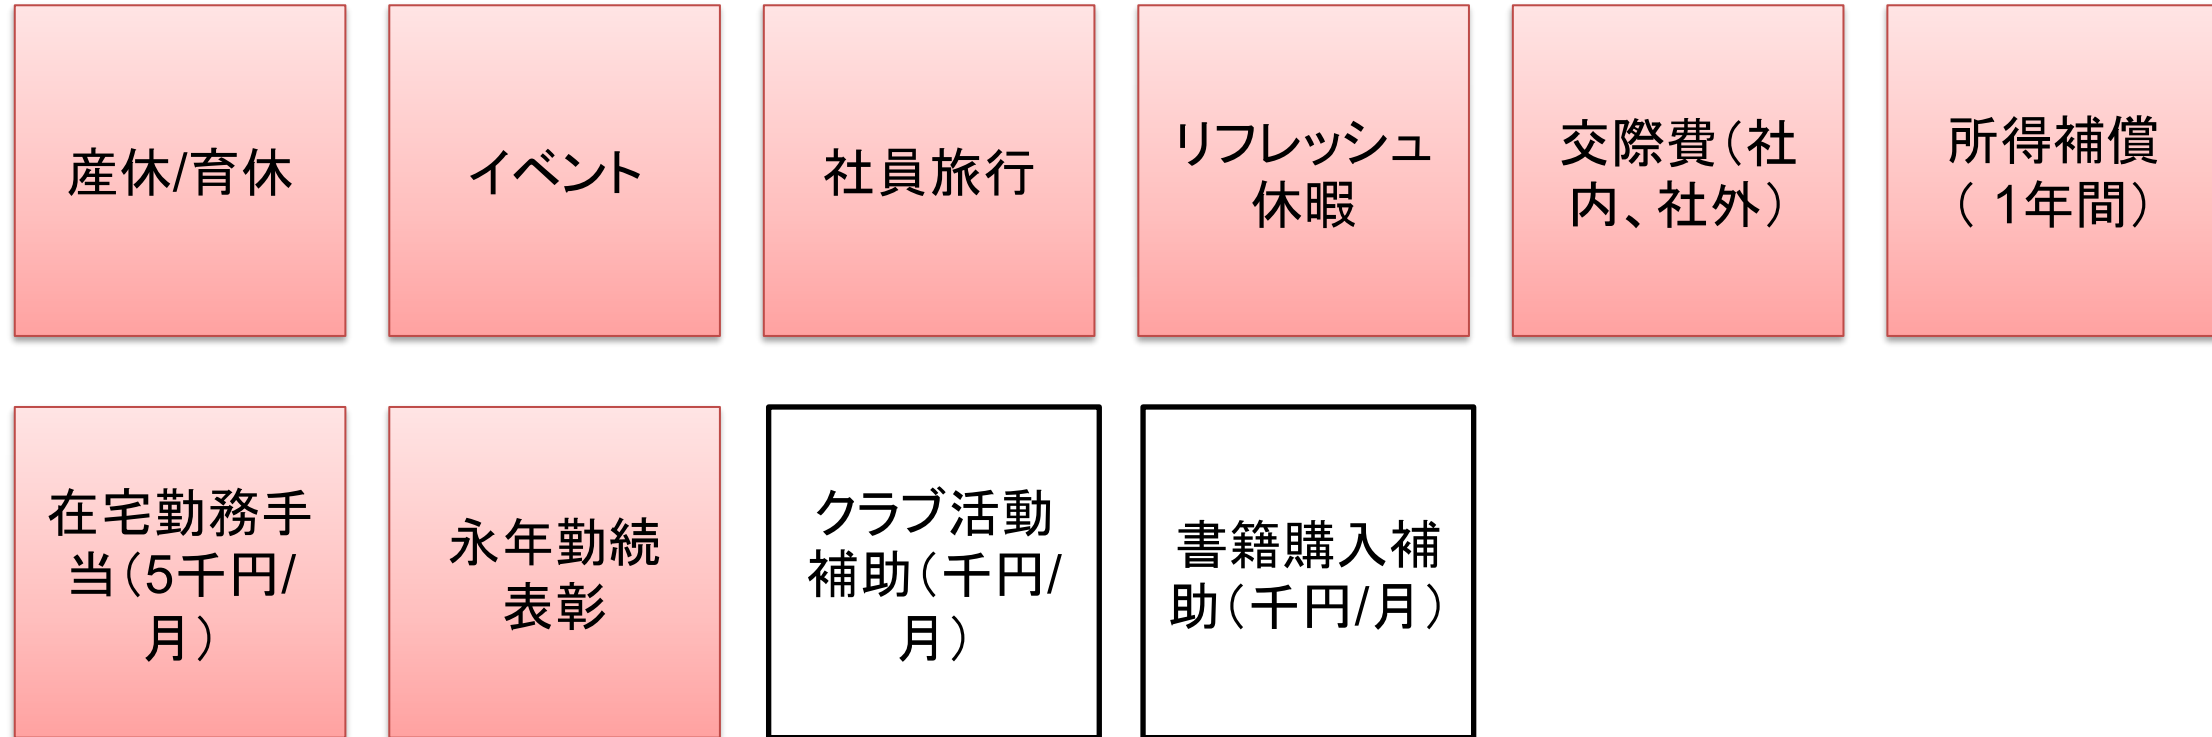 産休/育休
イベント
社員旅行
リフレッシュ
休暇
交際費（社
内、社外）
所得補償
（ 1年間）
在宅勤務手
当（5千円/
月）
永年勤続
表彰
クラブ活動
補助（千円/
月）
書籍購入補
助（千円/月）